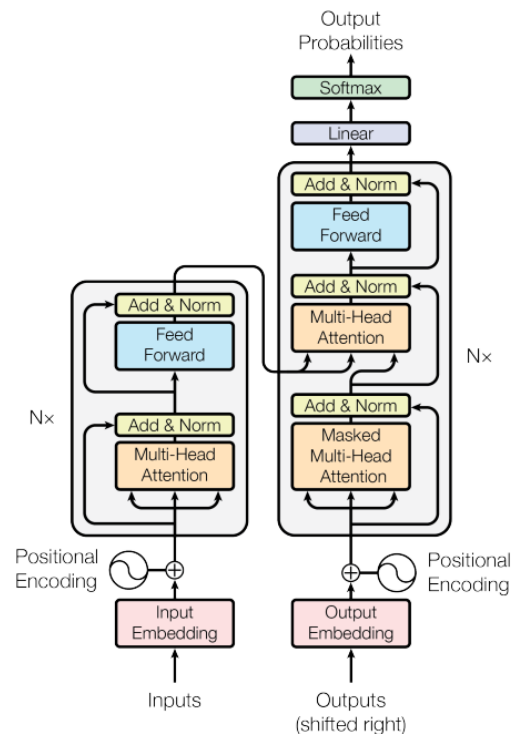 Output
Probabilities
Softmax
Linear
Add & Norm
Feed
Forward
Add & Norm
Multi-Head
Attention
Nx
Add & Norm
Masked
Multi-Head
Attention
Positional
Encoding
Output
Embedding
Outputs
(shifted right)
Add & Norm
Feed
Forward
N×
Add & Norm
Multi-Head
Attention
Positional
Encoding
Input
Embedding
Inputs